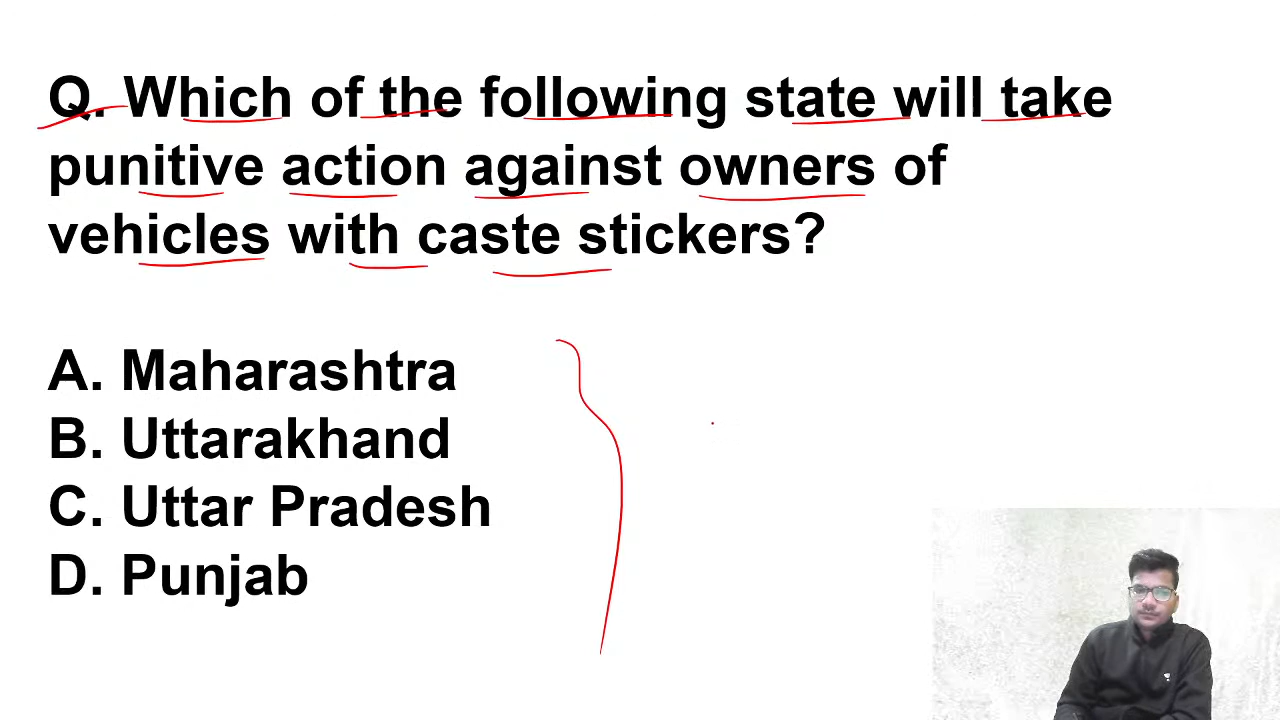 Q. Which of the following state will take
punitive action against owners of
vehicles with caste stickers?
A. Maharashtra
B. Uttarakhand
C. Uttar Pradesh
D. Punjab